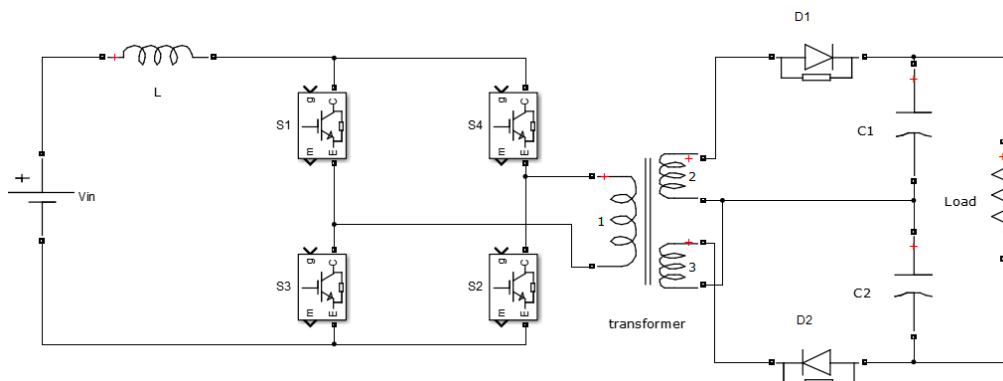 D1
L
g
C
S1
m
E
g
C
S4
m
E
+
Vin
+
1
+
2
+
3
transformer
+
C1
+
Load
+
C2
g
C
S3
m
E
g
C
S2
m
E
D2